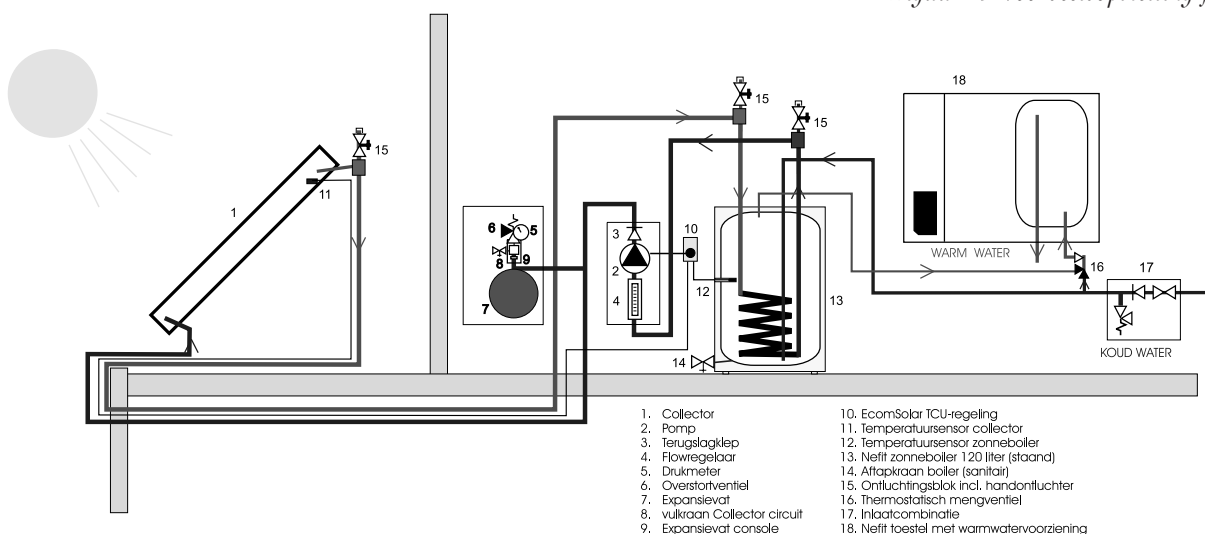 15
15
18
15
11
1
6
5
3
10
8
9
2
WARM WATER
16
17
7
4
12
13
KOUD WATER
14
1. Collector
2. Pomp
3. Terugslagklep
4. Flowregelaar
5. Drukmeter
6. Overstortventiel
7. Expansievat
8. vulkraan Collector circuit
9. Expansievat console
10. EcomSolar TCU-regeling
11. Temperatuursensor collector
12. Temperatuursensor zonneboiler
13. Nefit zonneboiler 120 liter (staand)
14. Aftapkraan boiler (sanitair)
15. Ontluchtingsblok incl. handontluchter
16. Thermostatisch mengventiel
17. Inlaatcombinatie
18. Nefit toestel met warmwatervoorziening